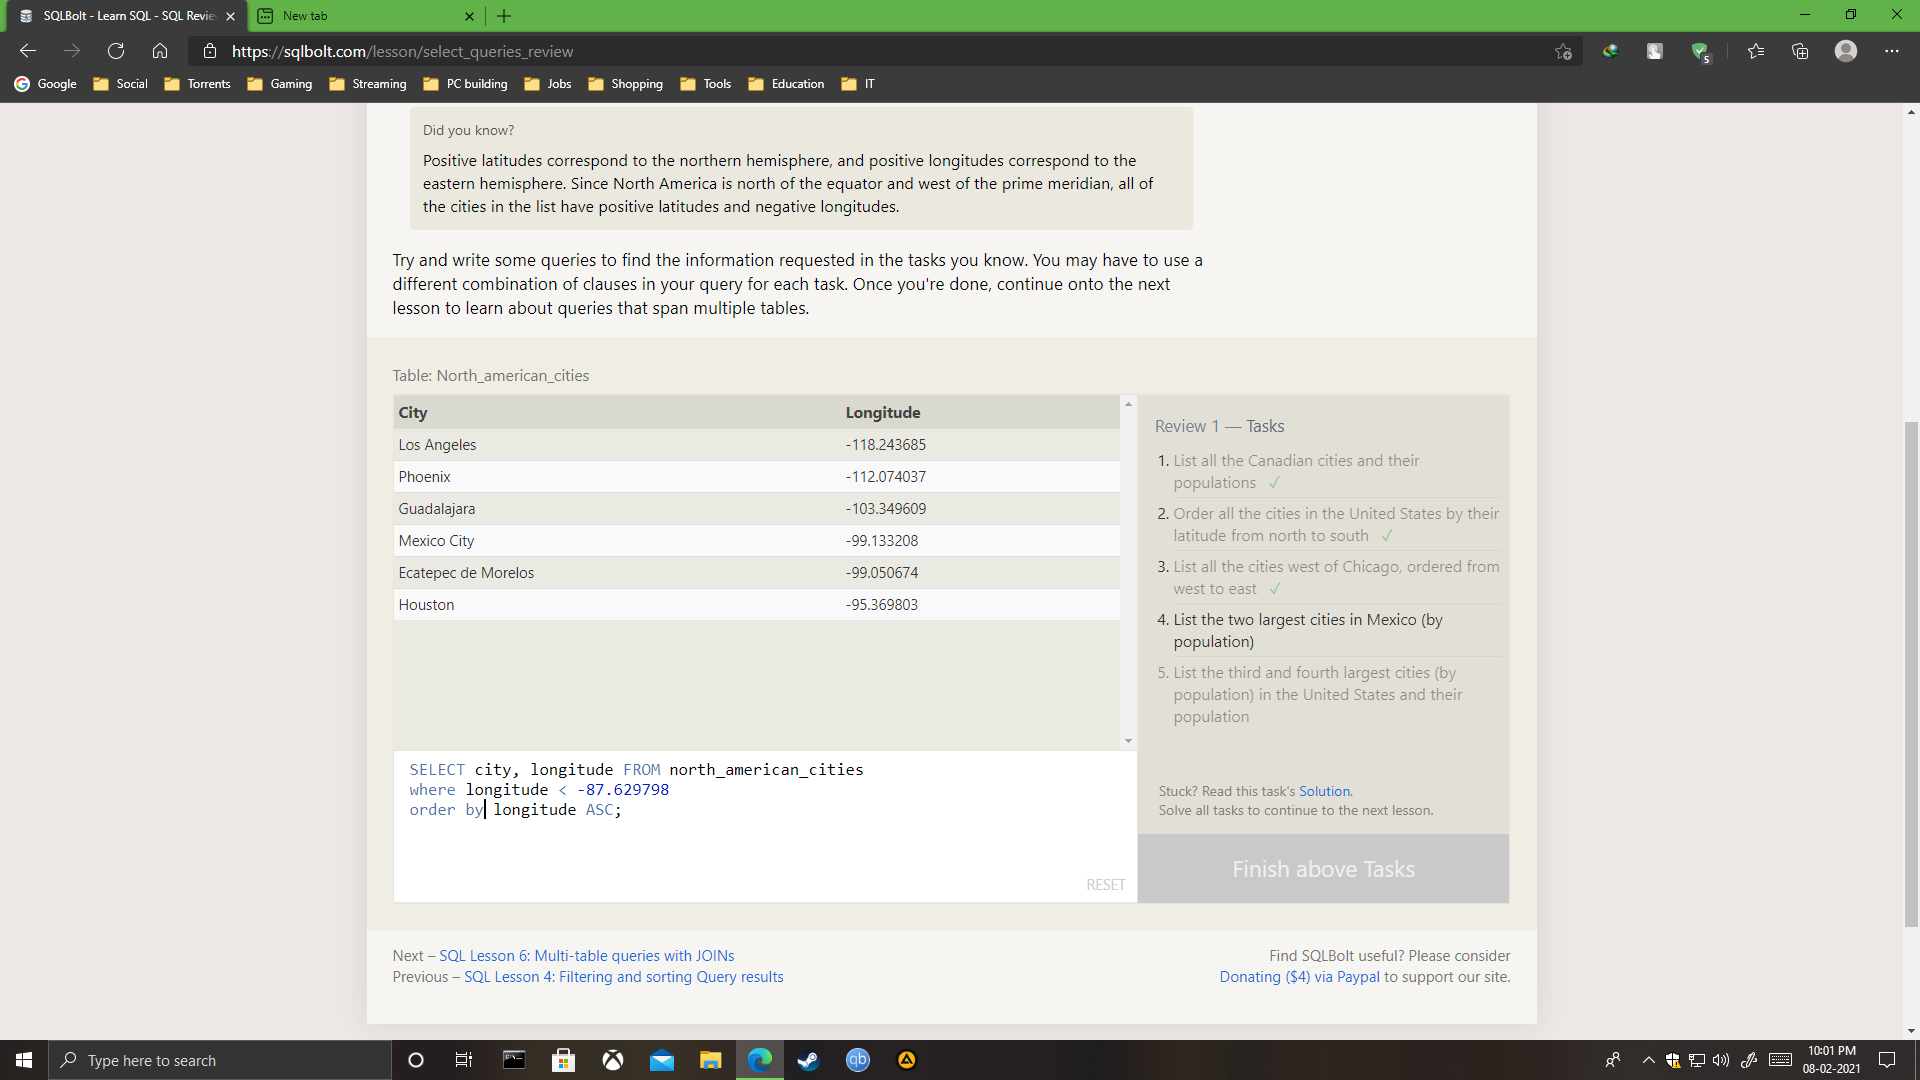 SQLBolt - Learn SQL - SQL Revie
New tab
https://sqlbolt.com/lesson/select_queries_review
5
Google
Social
Torrents
Gaming
Streaming
PC building
Jobs
Shopping
Tools
Education
IT
Did you know?
Positive latitudes correspond to the northern hemisphere, and positive longitudes correspond to the
eastern hemisphere. Since North America is north of the equator and west of the prime meridian, all of
the cities in the list have positive latitudes and negative longitudes.
Try and write some queries to find the information requested in the tasks you know. You may have to use a
different combination of clauses in your query for each task. Once you're done, continue onto the next
lesson to learn about queries that span multiple tables.
Table: North_american_cities
City Longitude
Los Angeles -118.243685
Phoenix -112.074037
Guadalajara -103.349609
Mexico City -99.133208
Ecatepec de Morelos -99.050674
Houston -95.369803
SELECT city, longitude FROM north_american_cities
where longitude < -87.629798
order by longitude ASC;
RESET
Review 1 — Tasks
1. List all the Canadian cities and their
populations ✓
2. Order all the cities in the United States by their
latitude from north to south ✓
3. List all the cities west of Chicago, ordered from
west to east ✓
4. List the two largest cities in Mexico (by
population)
5. List the third and fourth largest cities (by
population) in the United States and their
population
Stuck? Read this task's Solution.
Solve all tasks to continue to the next lesson.
Finish above Tasks
Next – SQL Lesson 6: Multi-table queries with JOINs
Previous – SQL Lesson 4: Filtering and sorting Query results
Find SQLBolt useful? Please consider
Donating ($4) via Paypal to support our site.
Type here to search
qb
10:01 PM
08-02-2021